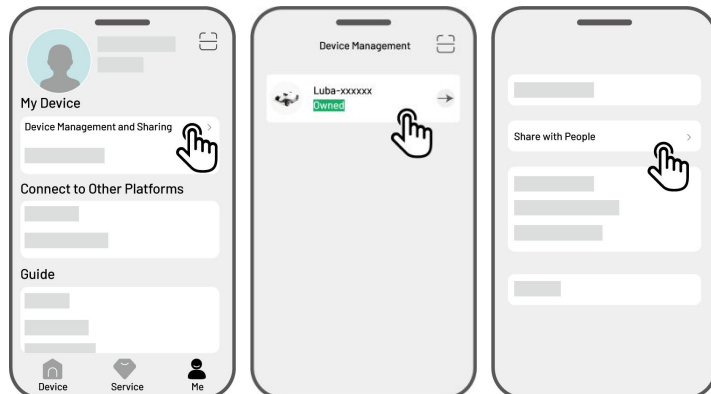 My Device
Device Management and Sharing
Connect to Other Platforms
Guide
Device
Service
Me
Device Management
Luba-xxxxxx
Owned
Share with People